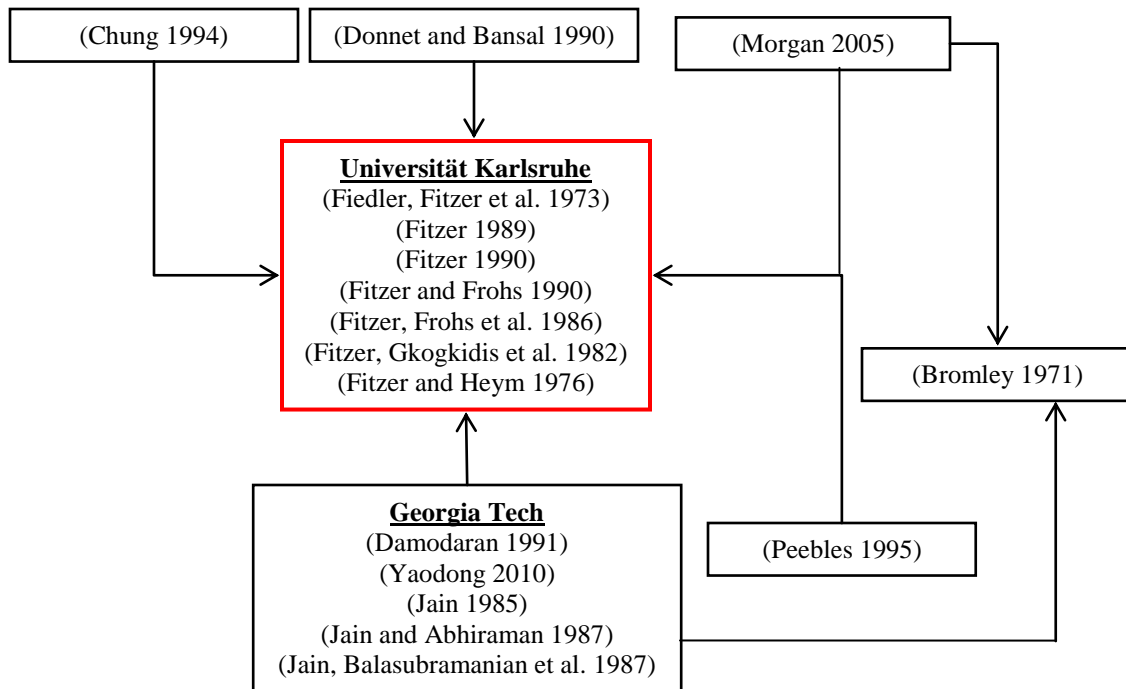 (Chung 1994)
(Donnet and Bansal 1990)
(Morgan 2005)
Universität Karlsruhe
(Fiedler, Fitzer et al. 1973)
(Fitzer 1989)
(Fitzer 1990)
(Fitzer and Frohs 1990)
(Fitzer, Frohs et al. 1986)
(Fitzer, Gkogkidis et al. 1982)
(Fitzer and Heym 1976)
(Bromley 1971)
Georgia Tech
(Damodaran 1991)
(Yaodong 2010)
(Jain 1985)
(Jain and Abhiraman 1987)
(Jain, Balasubramanian et al. 1987)
(Peebles 1995)